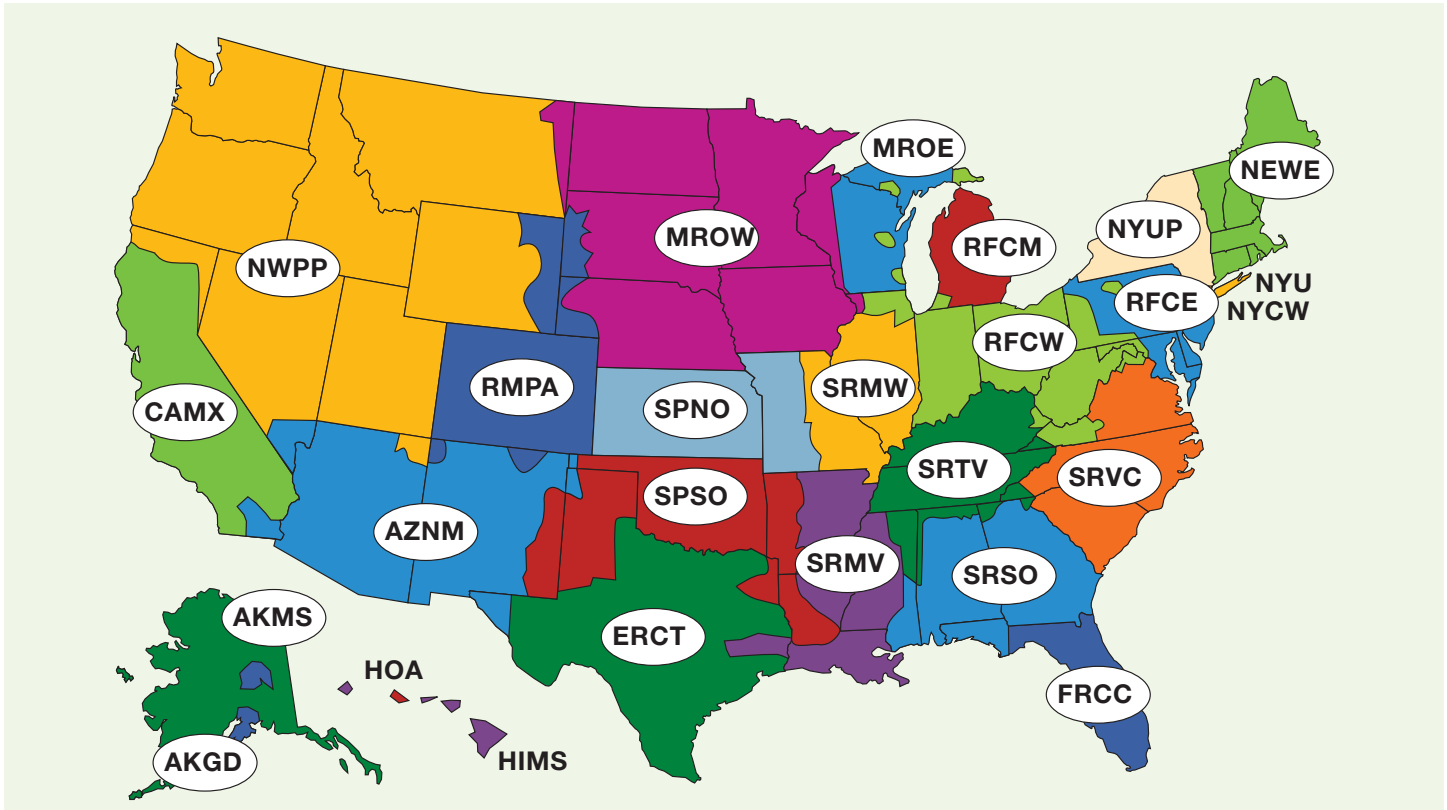 MROE
NEWE
NYUP
MROW
RFCM
NWPP
NYU
RFCE
NYCW
RFCW
RMPA
SRMW
CAMX
SPNO
SRTV
SRVC
SPSO
AZNM
SRMV
SRSO
AKMS
ERCT
HOA
FRCC
AKGD
HIMS